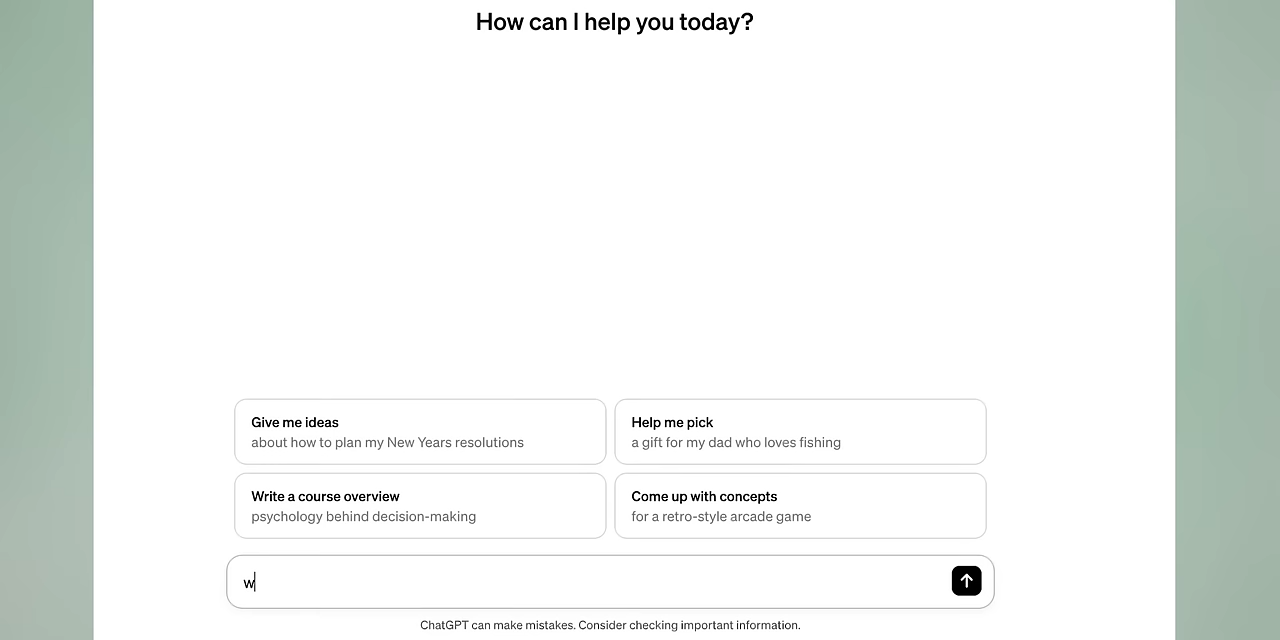 How can I help you today?
Give me ideas
about how to plan my New Years resolutions
Help me pick
a gift for my dad who loves fishing
Write a course overview
psychology behind decision-making
Come up with concepts
for a retro-style arcade game
w
ChatGPT can make mistakes. Consider checking important information.